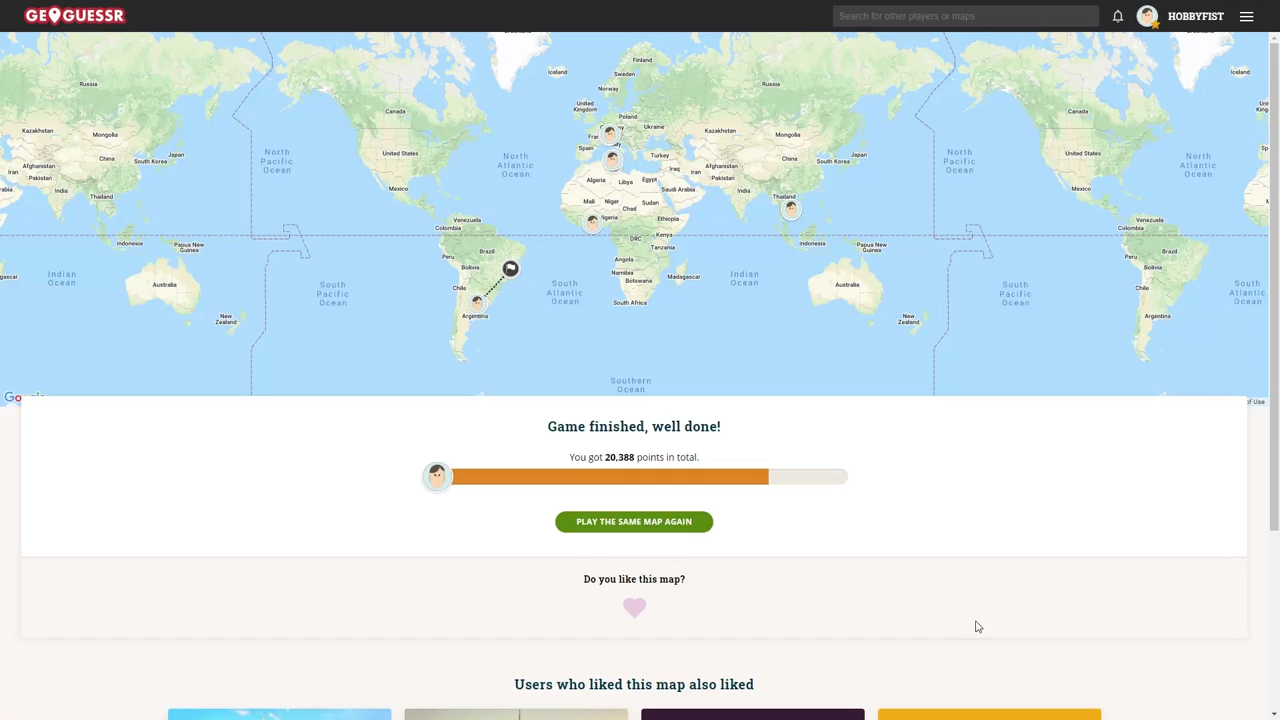 GEOGUESSR
Search for other players or maps
HOBBYFIST
Iceland
Finland
Sweden
Norway
Russia
Canada
United Kingdom
Poland
Ukraine
Kazakhstan
Mongolia
Spain
Turkey
Japan
China
South Korea
United States
North Pacific Ocean
North Atlantic Ocean
Afghanistan
Pakistan
Iraq
Iran
India
Algeria
Libya
Egypt
Saudi Arabia
Mexico
Thailand
Mali
Niger
Chad
Sudan
Nigeria
Ethiopia
Venezuela
Colombia
Kenya
DRC
Indonesia
Papua New Guinea
Brazil
Peru
Tanzania
Angola
Bolivia
Namibia
Botswana
Madagascar
Indian Ocean
Australia
South Pacific Ocean
Chile
South Atlantic Ocean
South Africa
Argentina
New Zealand
Southern Ocean
of Use
Game finished, well done!
You got 20,388 points in total.
PLAY THE SAME MAP AGAIN
Do you like this map?
Users who liked this map also liked